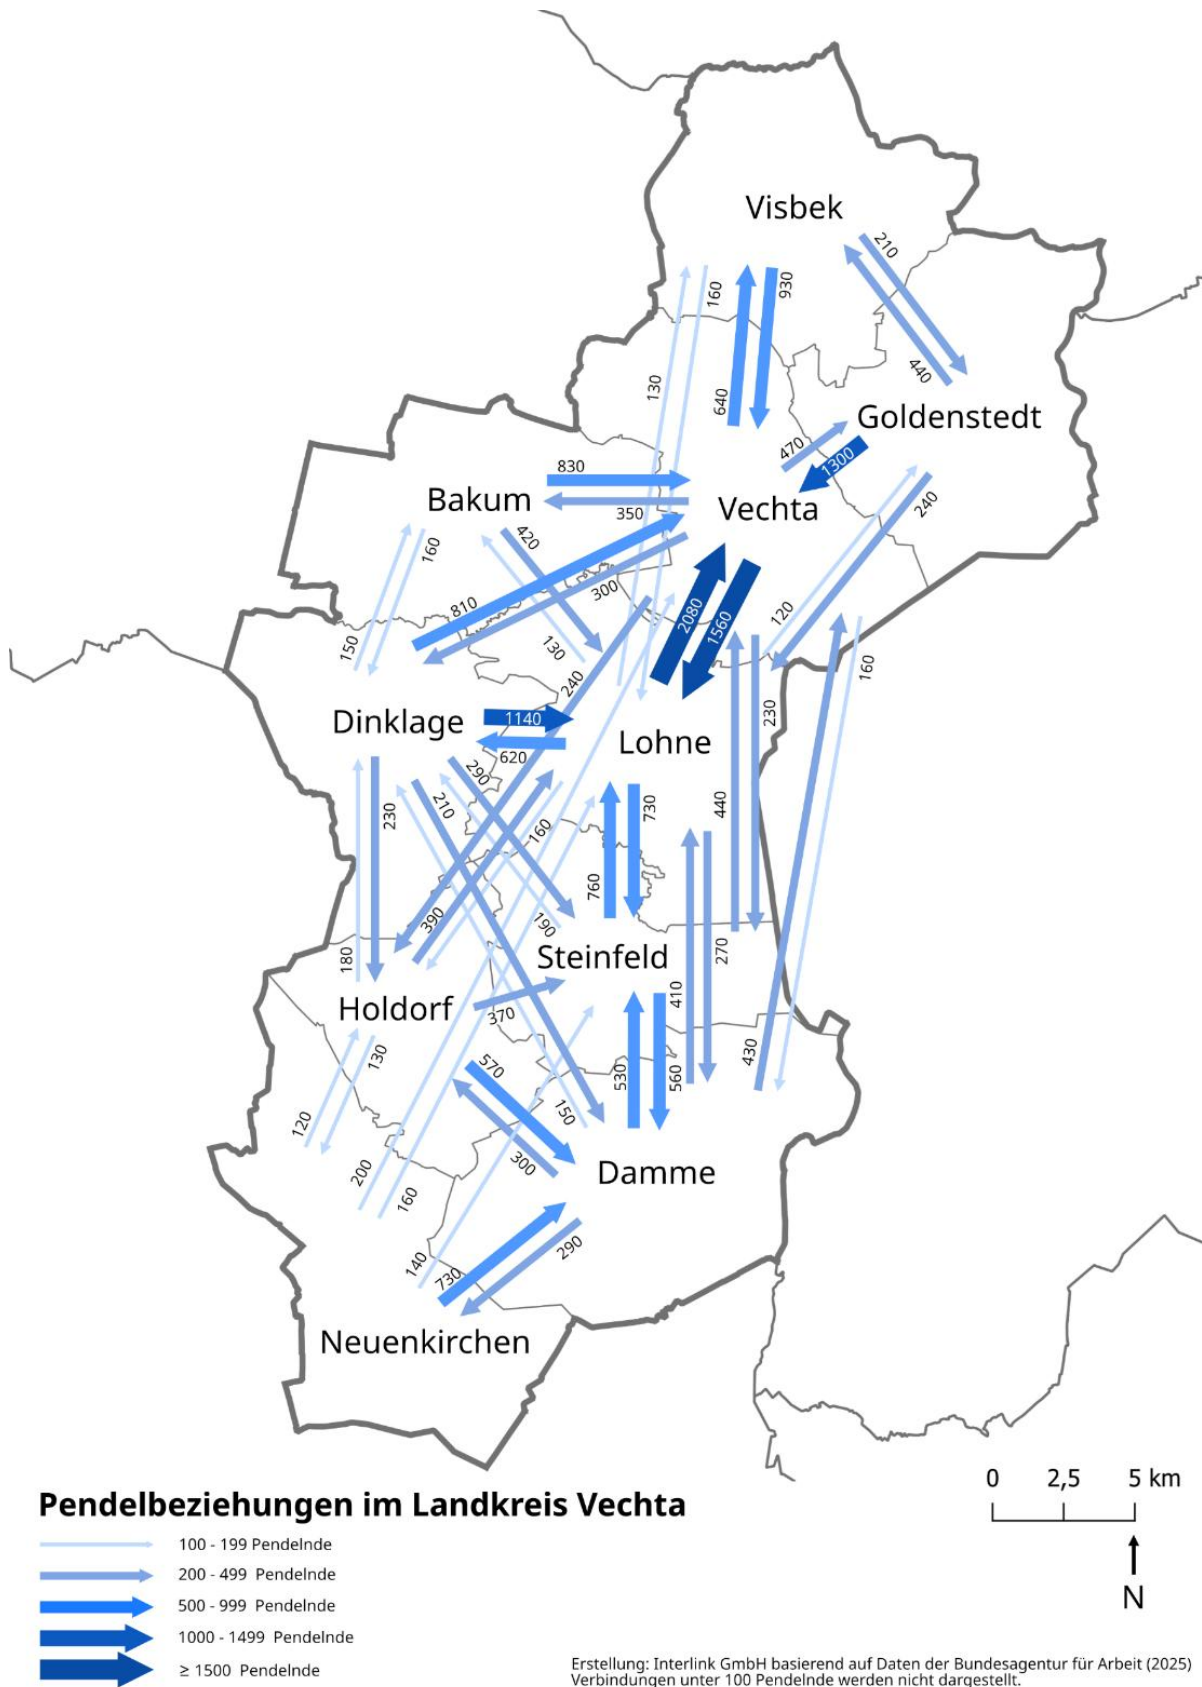 Visbek
210
160
930
440
130
640
Goldenstedt
470
1300
830
Bakum
Vechta
240
350
420
160
300
810
2080
1560
120
150
130
160
240
230
Dinklage
1140
Lohne
620
290
210
230
160
440
730
760
390
190
270
180
Steinfeld
410
Holdorf
370
430
130
570
530
560
150
120
300
200
160
Damme
290
140
730
Neuenkirchen
0 2,5 5 km
N
Pendelbeziehungen im Landkreis Vechta
100 - 199 Pendelnde
200 - 499 Pendelnde
500 - 999 Pendelnde
1000 - 1499 Pendelnde
≥ 1500 Pendelnde
Erstellung: Interlink GmbH basierend auf Daten der Bundesagentur für Arbeit (2025)
Verbindungen unter 100 Pendelnde werden nicht dargestellt.